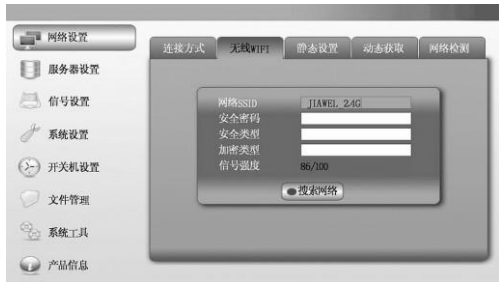 网络设置
服务器设置
信号设置
系统设置
开关机设置
文件管理
系统工具
产品信息
连接方式 无线WIFI 静态设置 动态获取 网络检测
网络SSID JIAWEL 2.4G
安全密码
安全类型
加密类型
信号强度 86/100
搜索网络